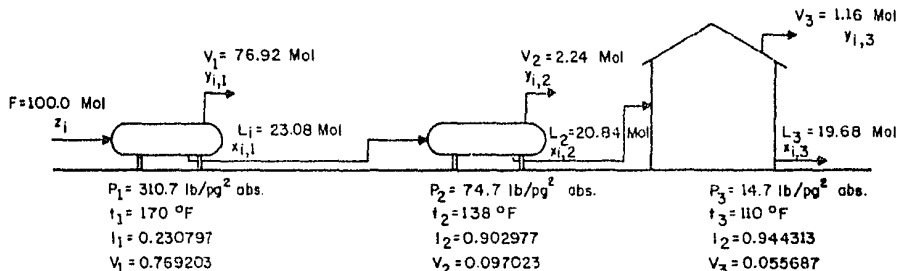 V1 = 76.92 Mol
yi,1
F=100.0 Mol
zi
Li = 23.08 Mol
xi,1
V2 = 2.24 Mol
yi,2
L2=20.84 Mol
xi,2
V3 = 1.16 Mol
yi,3
L3=19.68 Mol
xi,3
P1 = 310.7 lb/pg2 abs.
t1 = 170 °F
l1 = 0.230797
V1 = 0.769203
P2 = 74.7 lb/pg2 abs.
t2 = 138 °F
l2 = 0.902977
V2 = 0.097023
P3 = 14.7 lb/pg2 abs.
t3 = 110 °F
l2 = 0.944313
V3 = 0.055687